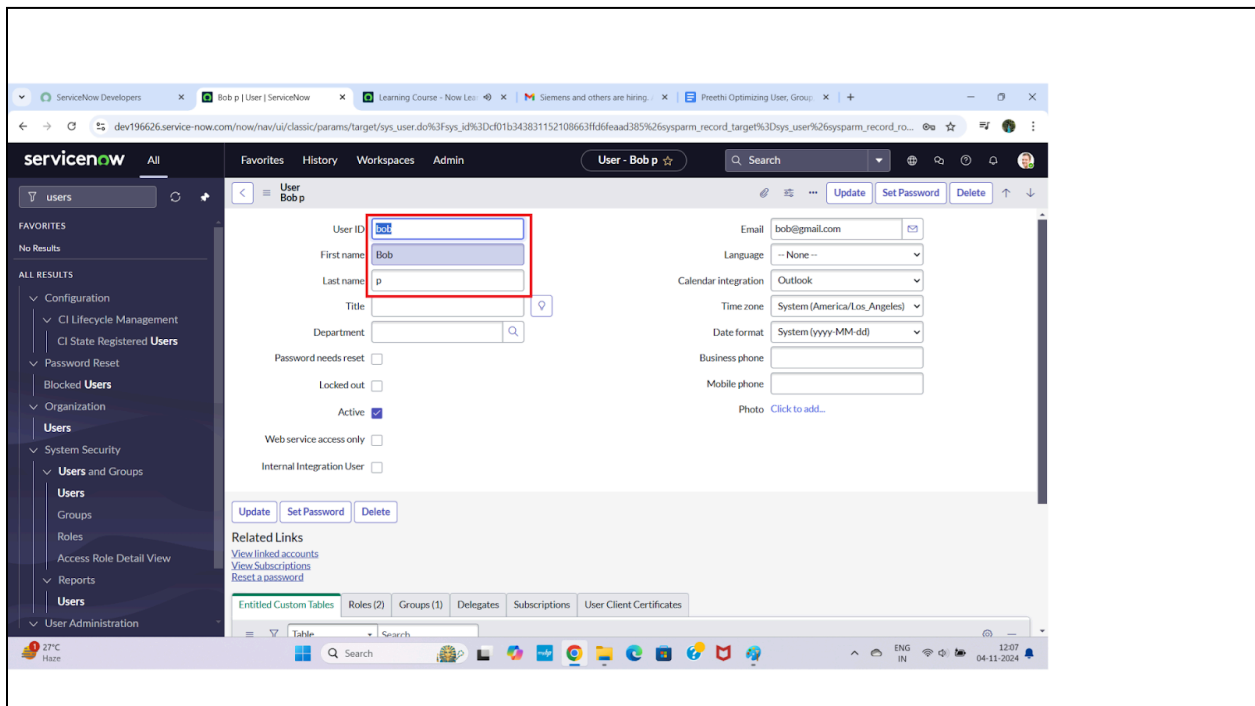 ServiceNow Developers
Bob p | User | ServiceNow
Learning Course - Now Lea
Siemens and others are hiring...
Preethi Optimizing User, Group
dev196626.service-now.com/now/nav/ui/classic/params/target/sys_user.do%3Fsys_id%3Dcf01b343831152108663ffd6feaad385%26sysparm_record_target%3Dsys_user%26sysparm_record_ro...
servicenow All Favorites History Workspaces Admin User - Bob p Search
users
FAVORITES
No Results
ALL RESULTS
Configuration
CI Lifecycle Management
CI State Registered Users
Password Reset
Blocked Users
Organization
Users
System Security
Users and Groups
Users
Groups
Roles
Access Role Detail View
Reports
Users
User Administration
User
Bob p
Update Set Password Delete
User ID bob
First name Bob
Last name p
Title
Department
Password needs reset
Locked out
Active
Web service access only
Internal Integration User
Email bob@gmail.com
Language -- None --
Calendar integration Outlook
Time zone System (America/Los_Angeles)
Date format System (yyyy-MM-dd)
Business phone
Mobile phone
Photo Click to add...
Update Set Password Delete
Related Links
View linked accounts
View Subscriptions
Reset a password
Entitled Custom Tables Roles (2) Groups (1) Delegates Subscriptions User Client Certificates
Table Search
1
27°C
Haze
Search
ENG
IN
12:07
04-11-2024